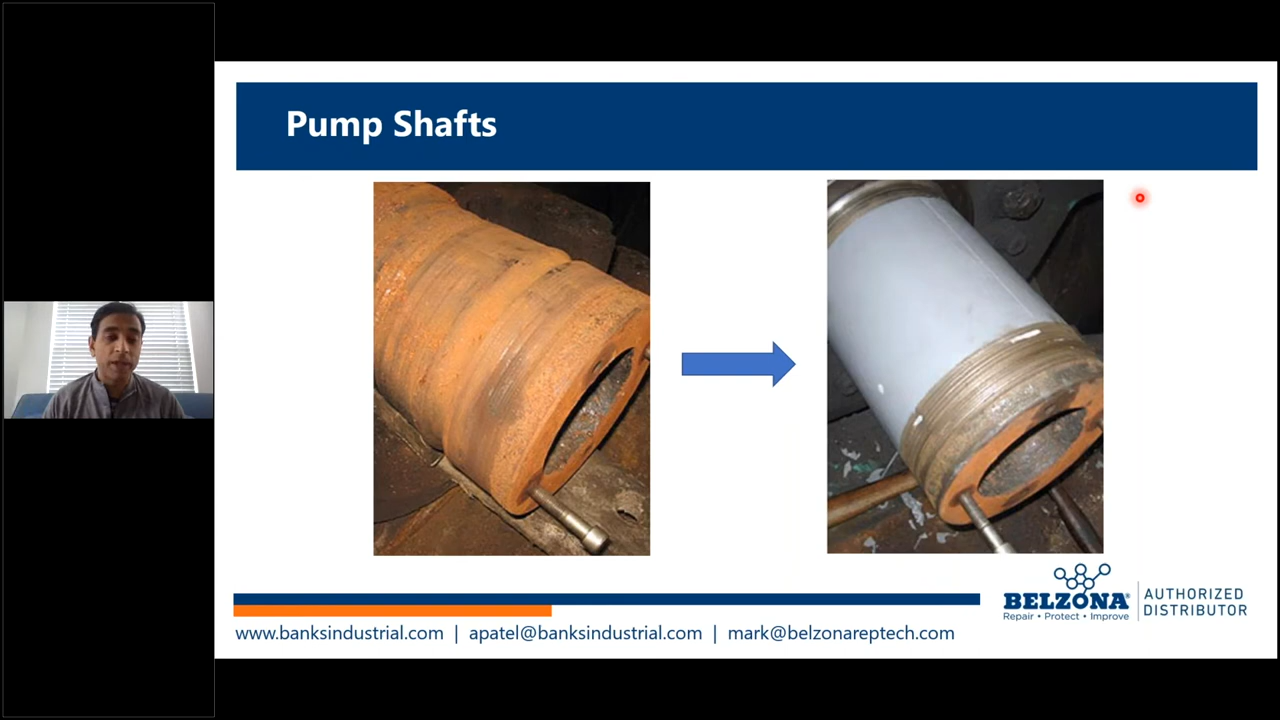 Pump Shafts
BELZONA®
Repair • Protect • Improve
AUTHORIZED
DISTRIBUTOR
www.banksindustrial.com | apatel@banksindustrial.com | mark@belzonareptech.com